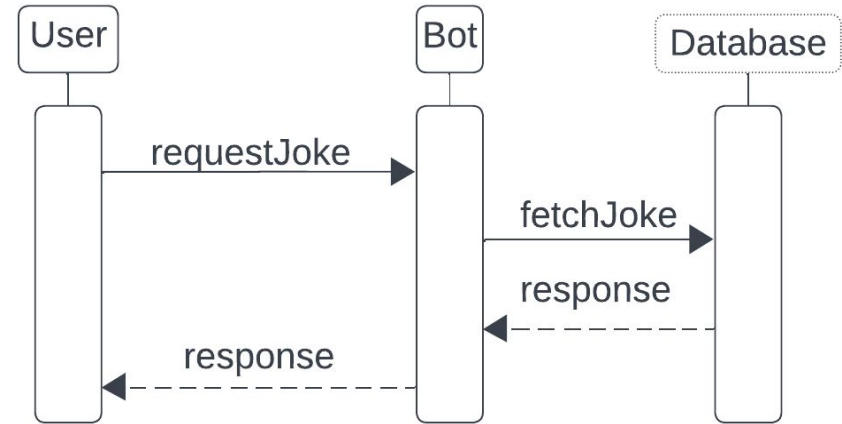 User
Bot
Database
requestJoke
fetchJoke
response
response